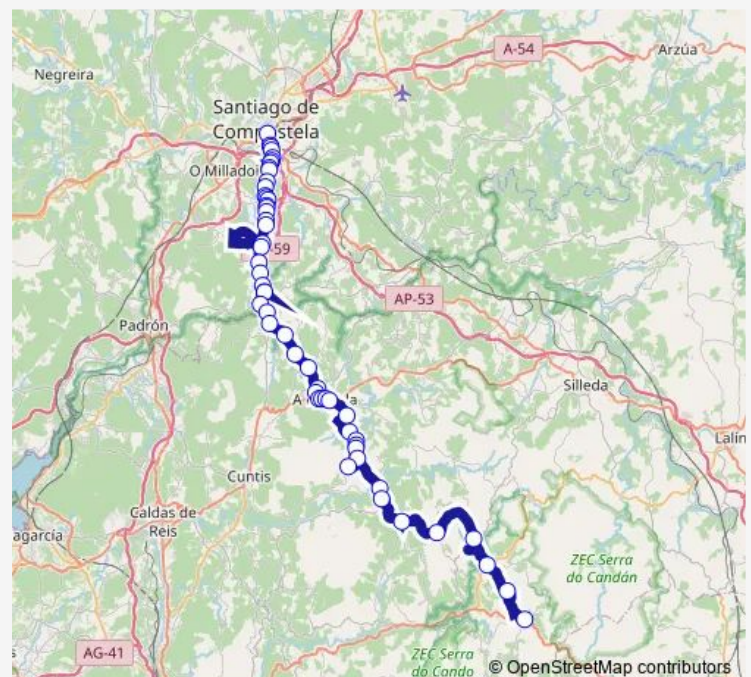 A-54
Arzúa
Negreira
Santiago de
Compostela
O Milladoiro
-59
AP-53
Padrón
Silleda
A
Lalín
Cuntis
Caldas de
Reis
agarcía
ZEC Serra
do Candán
AG-41
ZEC Serra
do Cando
© OpenStreetMap contributors